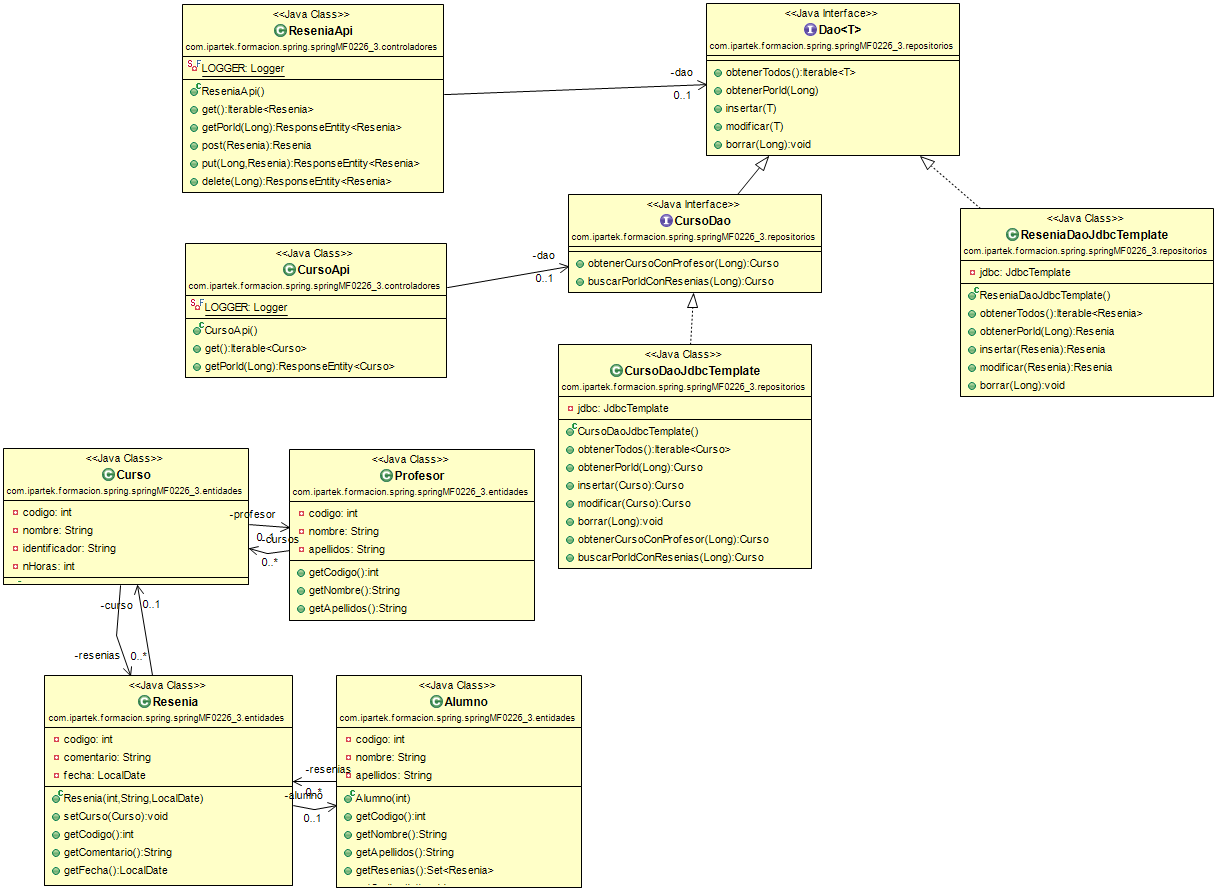 <<Java Class>>
ReseniaApi
com.ipartek.formacion.spring.springMF0226_3.controladores
LOGGER: Logger
ReseniaApi()
get():Iterable<Resenia>
getPorId(Long):ResponseEntity<Resenia>
post(Resenia):Resenia
put(Long,Resenia):ResponseEntity<Resenia>
delete(Long):ResponseEntity<Resenia>
-dao
0..1
<<Java Interface>>
Dao<T>
com.ipartek.formacion.spring.springMF0226_3.repositorios
obtenerTodos():Iterable<T>
obtenerPorId(Long)
insertar(T)
modificar(T)
borrar(Long):void
<<Java Class>>
CursoApi
com.ipartek.formacion.spring.springMF0226_3.controladores
LOGGER: Logger
CursoApi()
get():Iterable<Curso>
getPorId(Long):ResponseEntity<Curso>
-dao
0..1
<<Java Interface>>
CursoDao
com.ipartek.formacion.spring.springMF0226_3.repositorios
obtenerCursoConProfesor(Long):Curso
buscarPorIdConResenias(Long):Curso
<<Java Class>>
ReseniaDaoJdbcTemplate
com.ipartek.formacion.spring.springMF0226_3.repositorios
jdbc: JdbcTemplate
ReseniaDaoJdbcTemplate()
obtenerTodos():Iterable<Resenia>
obtenerPorId(Long):Resenia
insertar(Resenia):Resenia
modificar(Resenia):Resenia
borrar(Long):void
<<Java Class>>
CursoDaoJdbcTemplate
com.ipartek.formacion.spring.springMF0226_3.repositorios
jdbc: JdbcTemplate
CursoDaoJdbcTemplate()
obtenerTodos():Iterable<Curso>
obtenerPorId(Long):Curso
insertar(Curso):Curso
modificar(Curso):Curso
borrar(Long):void
obtenerCursoConProfesor(Long):Curso
buscarPorIdConResenias(Long):Curso
<<Java Class>>
Curso
com.ipartek.formacion.spring.springMF0226_3.entidades
codigo: int
nombre: String
identificador: String
nHoras: int
-profesor
-cursos
0..*
<<Java Class>>
Profesor
com.ipartek.formacion.spring.springMF0226_3.entidades
codigo: int
nombre: String
apellidos: String
getCodigo():int
getNombre():String
getApellidos():String
-curso
0..1
-resenias
0..*
<<Java Class>>
Resenia
com.ipartek.formacion.spring.springMF0226_3.entidades
codigo: int
comentario: String
fecha: LocalDate
Resenia(int,String,LocalDate)
setCurso(Curso):void
getCodigo():int
getComentario():String
getFecha():LocalDate
-resenias
0..*
-alumno
0..1
<<Java Class>>
Alumno
com.ipartek.formacion.spring.springMF0226_3.entidades
codigo: int
nombre: String
apellidos: String
Alumno(int)
getCodigo():int
getNombre():String
getApellidos():String
getResenias():Set<Resenia>